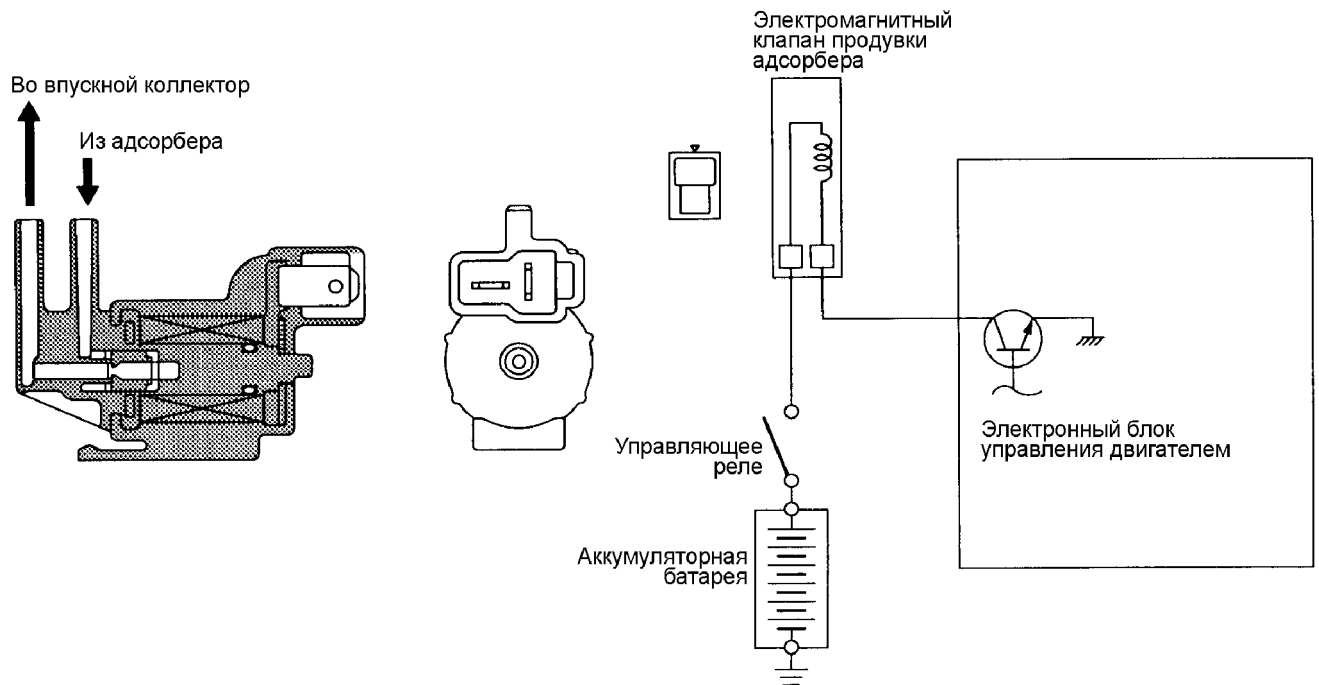 Электромагнитный
клапан продувки
адсорбера
Во впускной коллектор
Из адсорбера
Управляющее
реле
Электронный блок
управления двигателем
Аккумуляторная
батарея